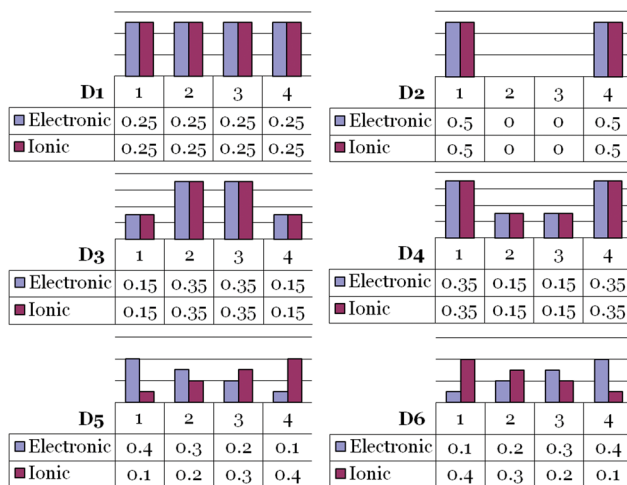 D1 1 2 3 4
Electronic 0.25 0.25 0.25 0.25
Ionic 0.25 0.25 0.25 0.25
D2 1 2 3 4
Electronic 0.5 0 0 0.5
Ionic 0.5 0 0 0.5
D3 1 2 3 4
Electronic 0.15 0.35 0.35 0.15
Ionic 0.15 0.35 0.35 0.15
D4 1 2 3 4
Electronic 0.35 0.15 0.15 0.35
Ionic 0.35 0.15 0.15 0.35
D5 1 2 3 4
Electronic 0.4 0.3 0.2 0.1
Ionic 0.1 0.2 0.3 0.4
D6 1 2 3 4
Electronic 0.1 0.2 0.3 0.4
Ionic 0.4 0.3 0.2 0.1